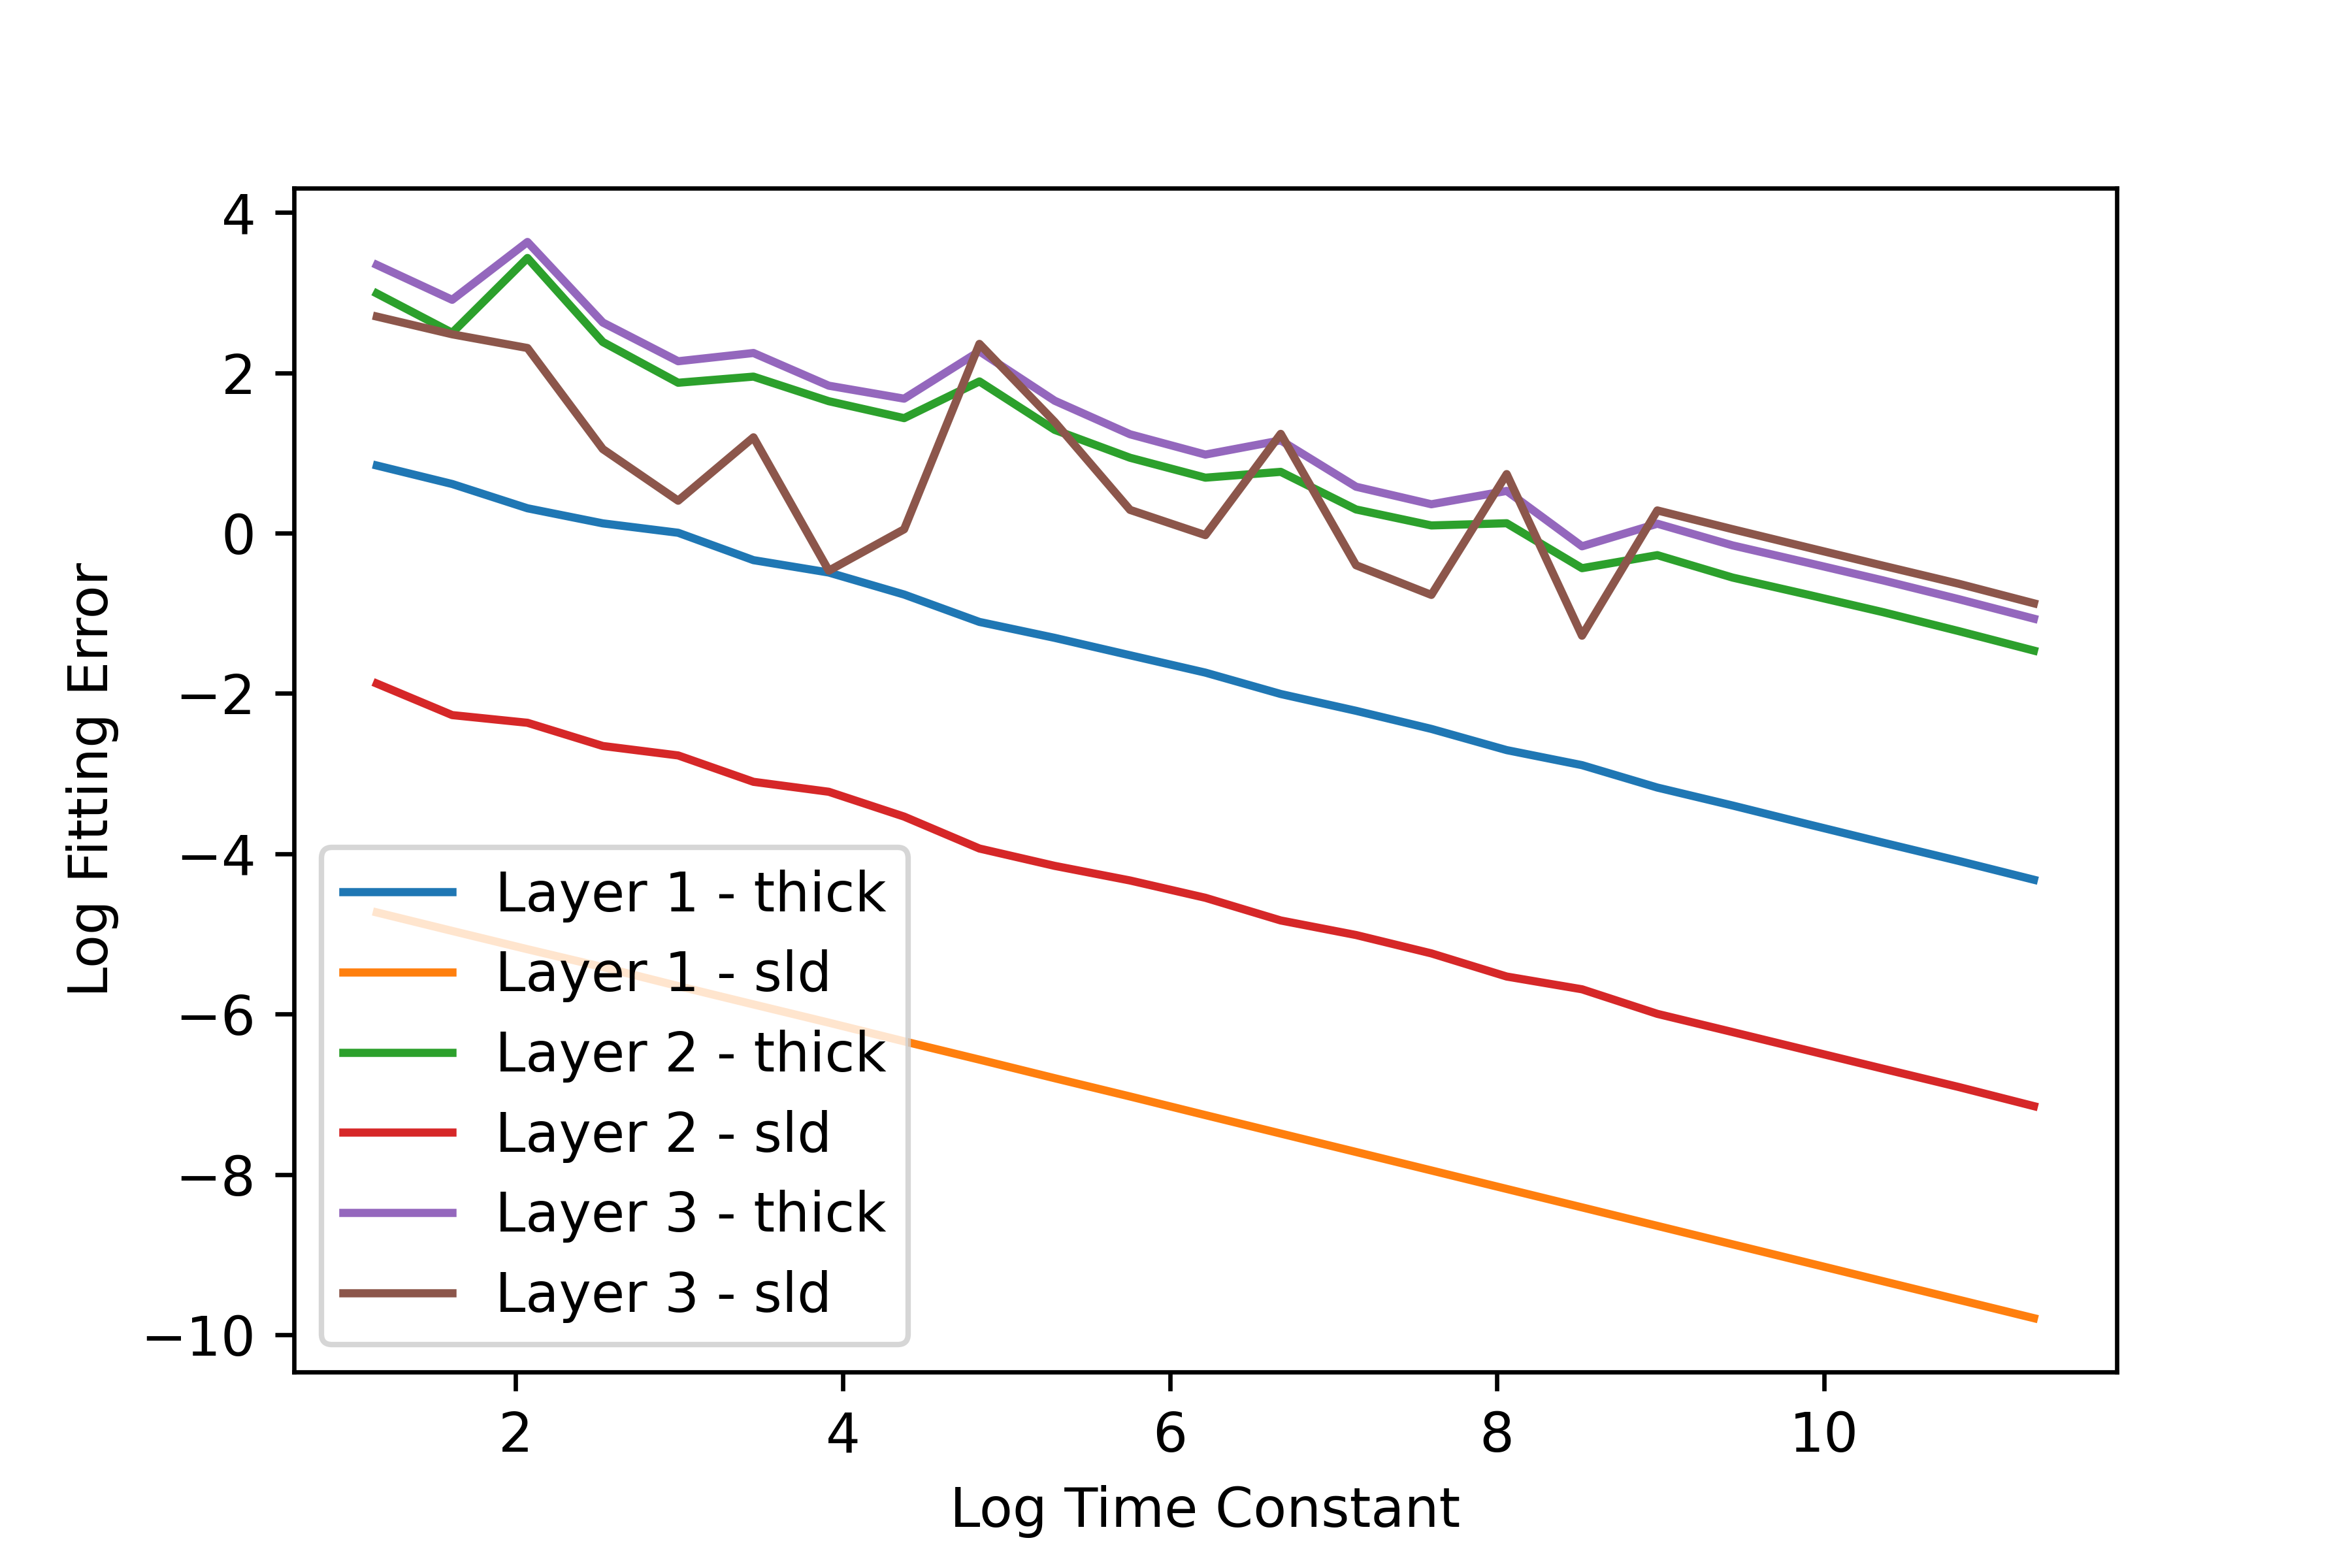 4
2
0
−2
−4
−6
−8
−10
Log Fitting Error
Layer 1 - thick
Layer 1 - sld
Layer 2 - thick
Layer 2 - sld
Layer 3 - thick
Layer 3 - sld
2 4 6 8 10
Log Time Constant